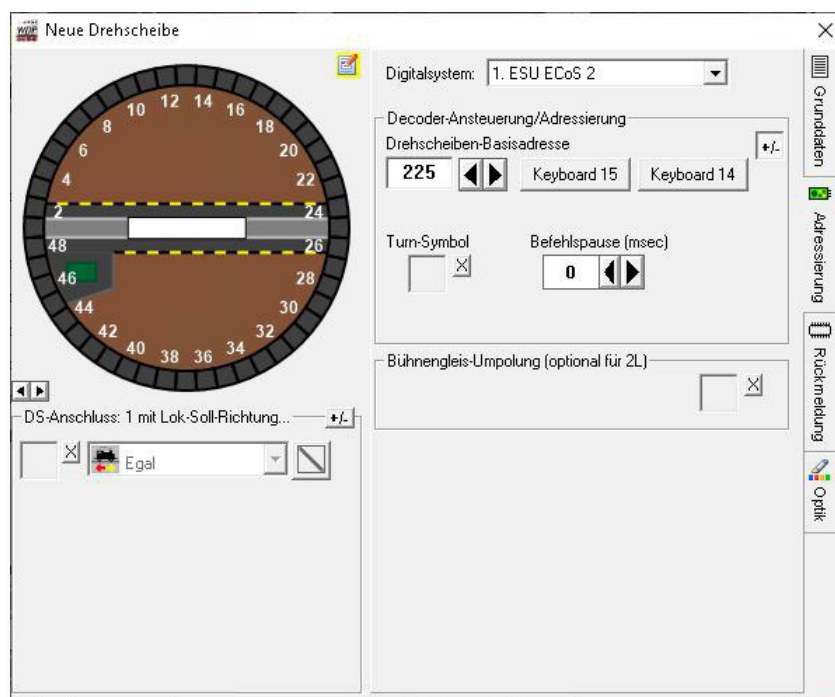 WDP Neue Drehscheibe
2
4
6
8
10
12
14
16
18
20
22
24
26
28
30
32
34
36
38
40
42
44
46
48
DS-Anschluss: 1 mit Lok-Soll-Richtung... +/-
X Egal
Digitalsystem: 1. ESU ECoS 2
Decoder-Ansteuerung/Adressierung
Drehscheiben-Basisadresse +/-
225 Keyboard 15 Keyboard 14
Turn-Symbol Befehlspause (msec)
X 0
Bühnengleis-Umpolung (optional für 2L)
X
Grunddaten
Adressierung
Rückmeldung
Optik